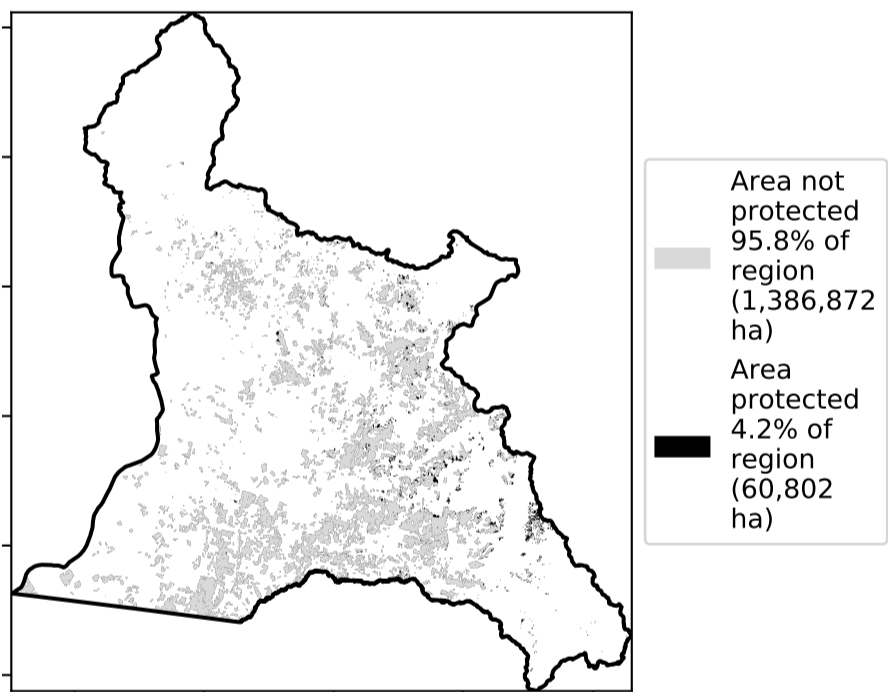 Area not
protected
95.8% of
region
(1,386,872
ha)
Area
protected
4.2% of
region
(60,802
ha)